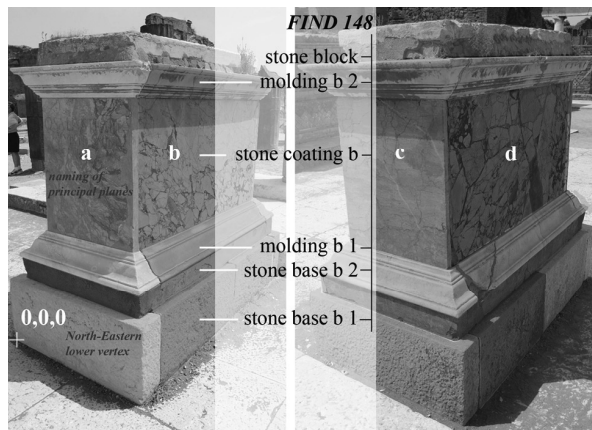 FIND 148
stone block
molding b 2
a
b
stone coating b
c
d
naming of
principal planes
molding b 1
stone base b 2
0,0,0
stone base b 1
North-Eastern
lower vertex